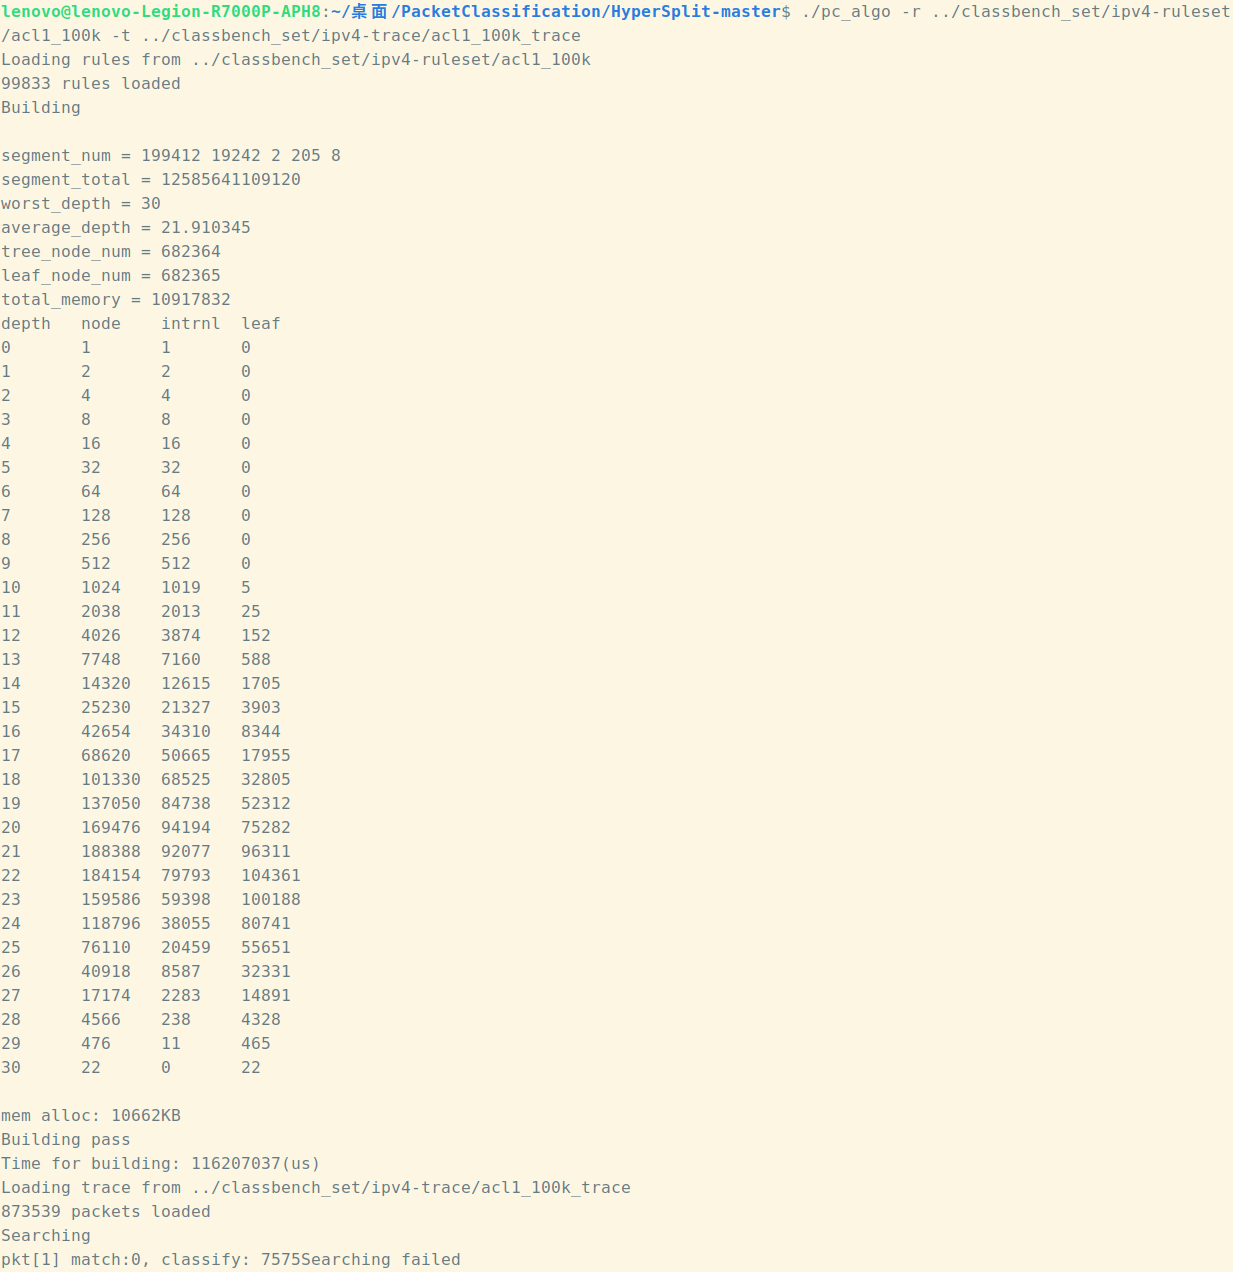 lenovo@lenovo-Legion-R7000P-APH8:~/桌面/PacketClassification/HyperSplit-master$ ./pc_algo -r ../classbench_set/ipv4-ruleset
/acl1_100k -t ../classbench_set/ipv4-trace/acl1_100k_trace
Loading rules from ../classbench_set/ipv4-ruleset/acl1_100k
99833 rules loaded
Building
segment_num = 199412 19242 2 205 8
segment_total = 12585641109120
worst_depth = 30
average_depth = 21.910345
tree_node_num = 682364
leaf_node_num = 682365
total_memory = 10917832
depth node intrnl leaf
0 1 1 0
1 2 2 0
2 4 4 0
3 8 8 0
4 16 16 0
5 32 32 0
6 64 64 0
7 128 128 0
8 256 256 0
9 512 512 0
10 1024 1019 5
11 2038 2013 25
12 4026 3874 152
13 7748 7160 588
14 14320 12615 1705
15 25230 21327 3903
16 42654 34310 8344
17 68620 50665 17955
18 101330 68525 32805
19 137050 84738 52312
20 169476 94194 75282
21 188388 92077 96311
22 184154 79793 104361
23 159586 59398 100188
24 118796 38055 80741
25 76110 20459 55651
26 40918 8587 32331
27 17174 2283 14891
28 4566 238 4328
29 476 11 465
30 22 0 22
mem alloc: 10662KB
Building pass
Time for building: 116207037(us)
Loading trace from ../classbench_set/ipv4-trace/acl1_100k_trace
873539 packets loaded
Searching
pkt[1] match:0, classify: 7575Searching failed